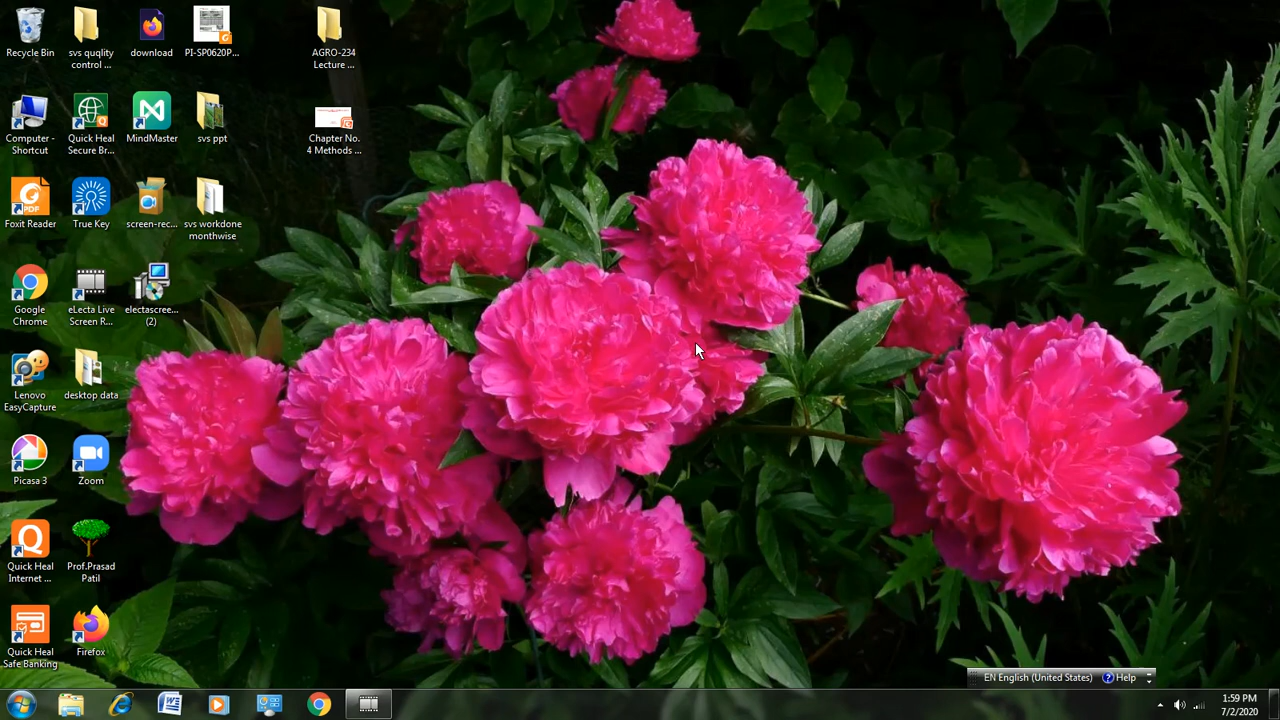 Recycle Bin
svs quqlity
control ...
download
PI-SP0620P...
AGRO-234
Lecture ...
Computer -
Shortcut
Quick Heal
Secure Br...
MindMaster
svs ppt
Chapter No.
4 Methods ...
Foxit Reader
True Key
screen-rec...
svs workdone
monthwise
Google
Chrome
eLecta Live
Screen R...
electascree...
(2)
Lenovo
EasyCapture
desktop data
Picasa 3
Zoom
Quick Heal
Internet ...
Prof.Prasad
Patil
Quick Heal
Safe Banking
Firefox
EN English (United States)
Help
1:59 PM
7/2/2020